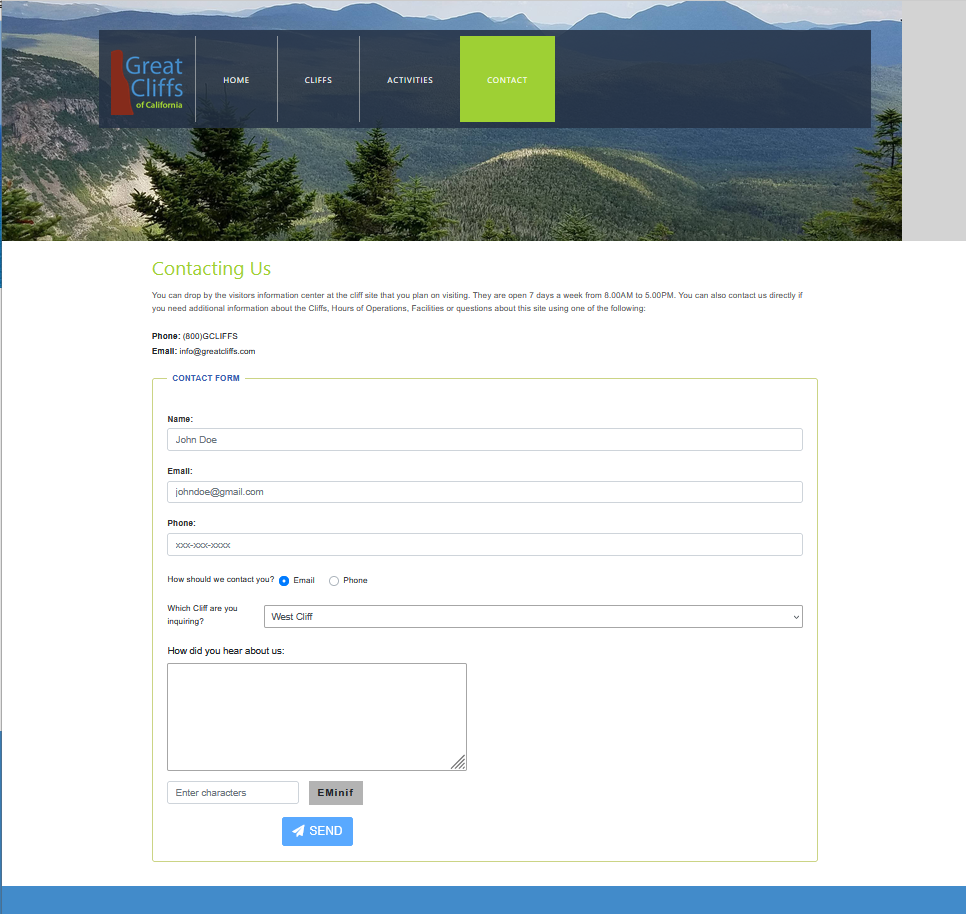 Great
Cliffs
of California
HOME
CLIFFS
ACTIVITIES
CONTACT
Contacting Us
You can drop by the visitors information center at the cliff site that you plan on visiting. They are open 7 days a week from 8.00AM to 5.00PM. You can also contact us directly if
you need additional information about the Cliffs, Hours of Operations, Facilities or questions about this site using one of the following:
Phone: (800)GCLIFFS
Email: info@greatcliffs.com
CONTACT FORM
Name:
John Doe
Email:
johndoe@gmail.com
Phone:
xxx-xxx-xxxx
How should we contact you? Email Phone
Which Cliff are you
inquiring?
West Cliff
How did you hear about us:
Enter characters
EMinif
SEND